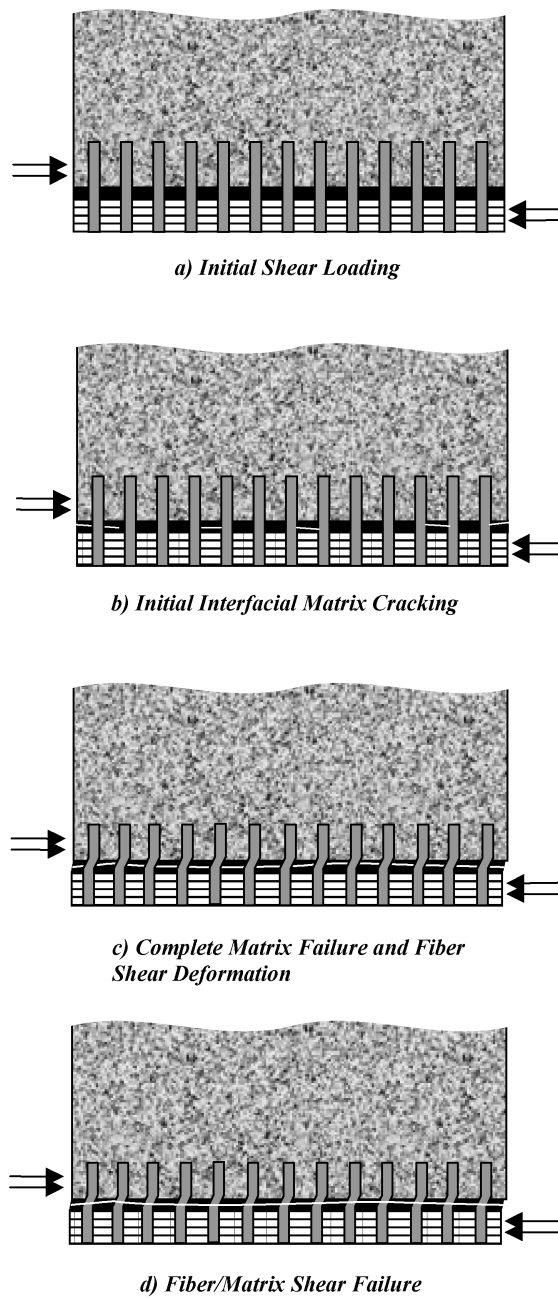 a) Initial Shear Loading
b) Initial Interfacial Matrix Cracking
c) Complete Matrix Failure and Fiber
Shear Deformation
d) Fiber/Matrix Shear Failure